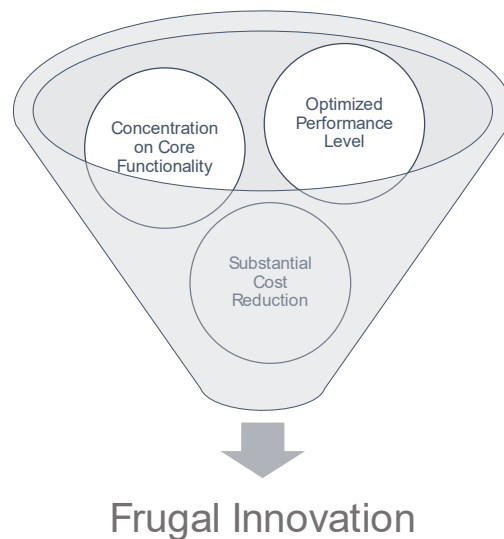 Concentration
on Core
Functionality
Optimized
Performance
Level
Substantial
Cost
Reduction
Frugal Innovation